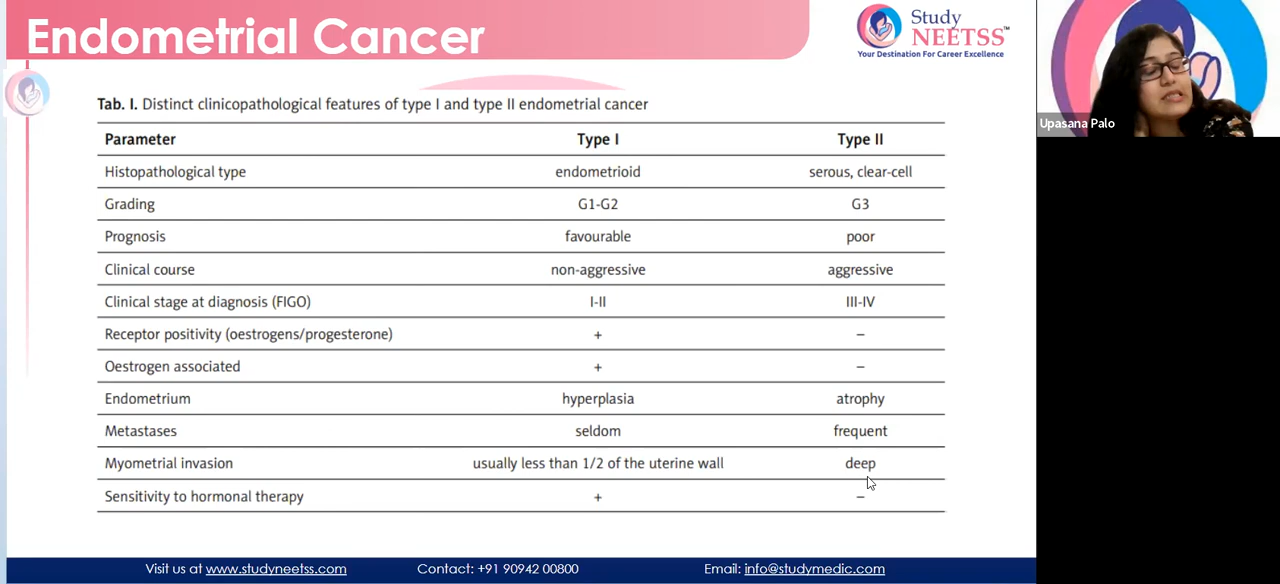 Endometrial Cancer
Study
NEETSS™
Your Destination For Career Excellence
Upasana Palo
Tab. I. Distinct clinicopathological features of type I and type II endometrial cancer
Parameter Type I Type II
Histopathological type endometrioid serous, clear-cell
Grading G1-G2 G3
Prognosis favourable poor
Clinical course non-aggressive aggressive
Clinical stage at diagnosis (FIGO) I-II III-IV
Receptor positivity (oestrogens/progesterone) + –
Oestrogen associated + –
Endometrium hyperplasia atrophy
Metastases seldom frequent
Myometrial invasion usually less than 1/2 of the uterine wall deep
Sensitivity to hormonal therapy + –
Visit us at www.studyneetss.com Contact: +91 90942 00800 Email: info@studymedic.com